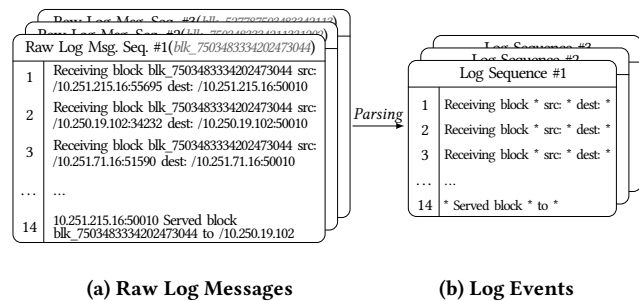 Raw Log Msg. Seq. #1(blk_7503483334202473044)
1 Receiving block blk_7503483334202473044 src:
/10.251.215.16:55695 dest: /10.251.215.16:50010
2 Receiving block blk_7503483334202473044 src:
/10.250.19.102:34232 dest: /10.250.19.102:50010
3 Receiving block blk_7503483334202473044 src:
/10.251.71.16:51590 dest: /10.251.71.16:50010
... ...
14 10.251.215.16:50010 Served block
blk_7503483334202473044 to /10.250.19.102
(a) Raw Log Messages
Parsing
Log Sequence #1
1 Receiving block * src: * dest: *
2 Receiving block * src: * dest: *
3 Receiving block * src: * dest: *
... ...
14 * Served block * to *
(b) Log Events